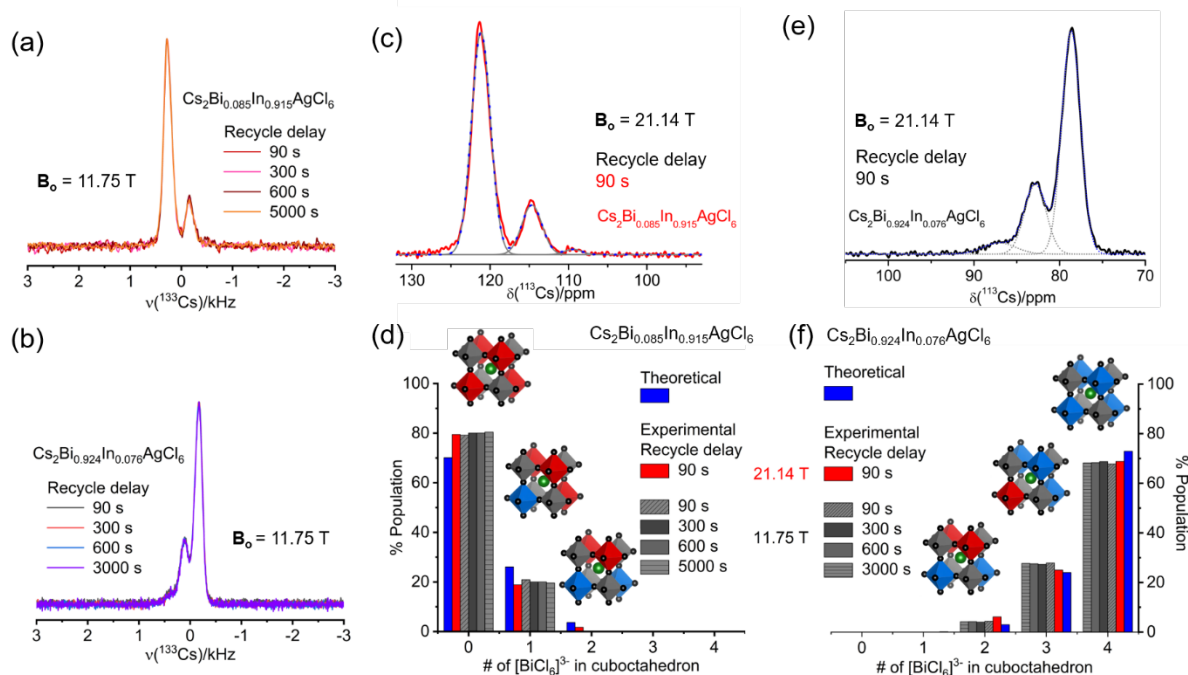 (a)
Cs2Bi0.085In0.915AgCl6
Recycle delay
90 s
300 s
600 s
5000 s
Bo = 11.75 T
3 2 1 0 -1 -2 -3
ν(133Cs)/kHz
(b)
Cs2Bi0.924In0.076AgCl6
Recycle delay
90 s
300 s
600 s
3000 s
Bo = 11.75 T
3 2 1 0 -1 -2 -3
ν(133Cs)/kHz
(c)
Bo = 21.14 T
Recycle delay
90 s
Cs2Bi0.085In0.915AgCl6
130 120 110 100
δ(113Cs)/ppm
(d)
Cs2Bi0.085In0.915AgCl6
Theoretical
Experimental
Recycle delay
90 s
21.14 T
90 s
300 s
600 s
5000 s
11.75 T
100
80
60
40
20
0
% Population
0 1 2 3 4
# of [BiCl6]3- in cuboctahedron
(e)
Bo = 21.14 T
Recycle delay
90 s
Cs2Bi0.924In0.076AgCl6
100 90 80 70
δ(113Cs)/ppm
(f)
Cs2Bi0.924In0.076AgCl6
Theoretical
Experimental
Recycle delay
90 s
90 s
300 s
600 s
3000 s
100
80
60
40
20
0
% Population
0 1 2 3 4
# of [BiCl6]3- in cuboctahedron